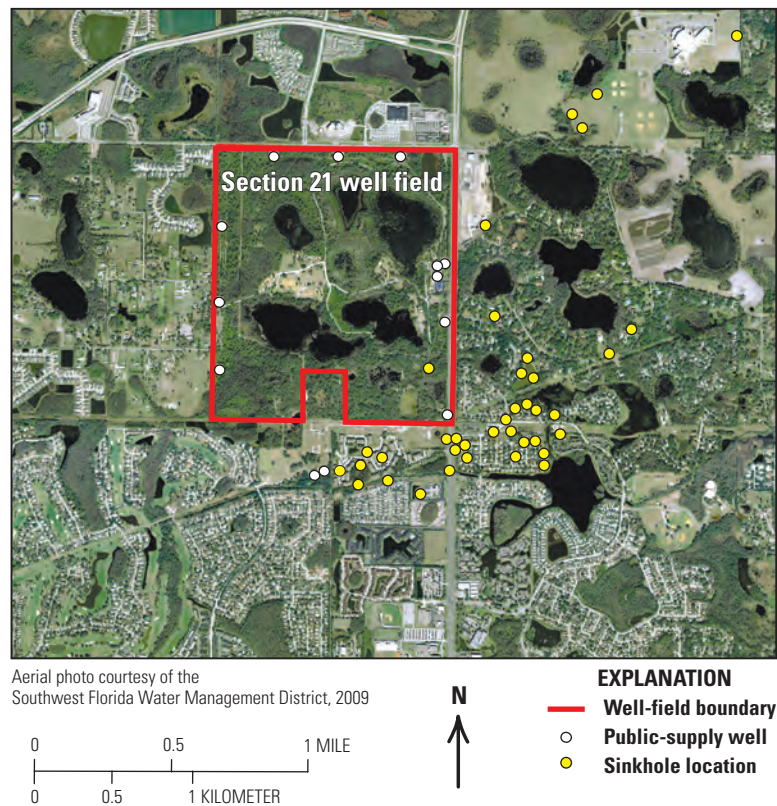 Section 21 well field
Aerial photo courtesy of the
Southwest Florida Water Management District, 2009
0 0.5 1 MILE
0 0.5 1 KILOMETER
N
EXPLANATION
Well-field boundary
Public-supply well
Sinkhole location